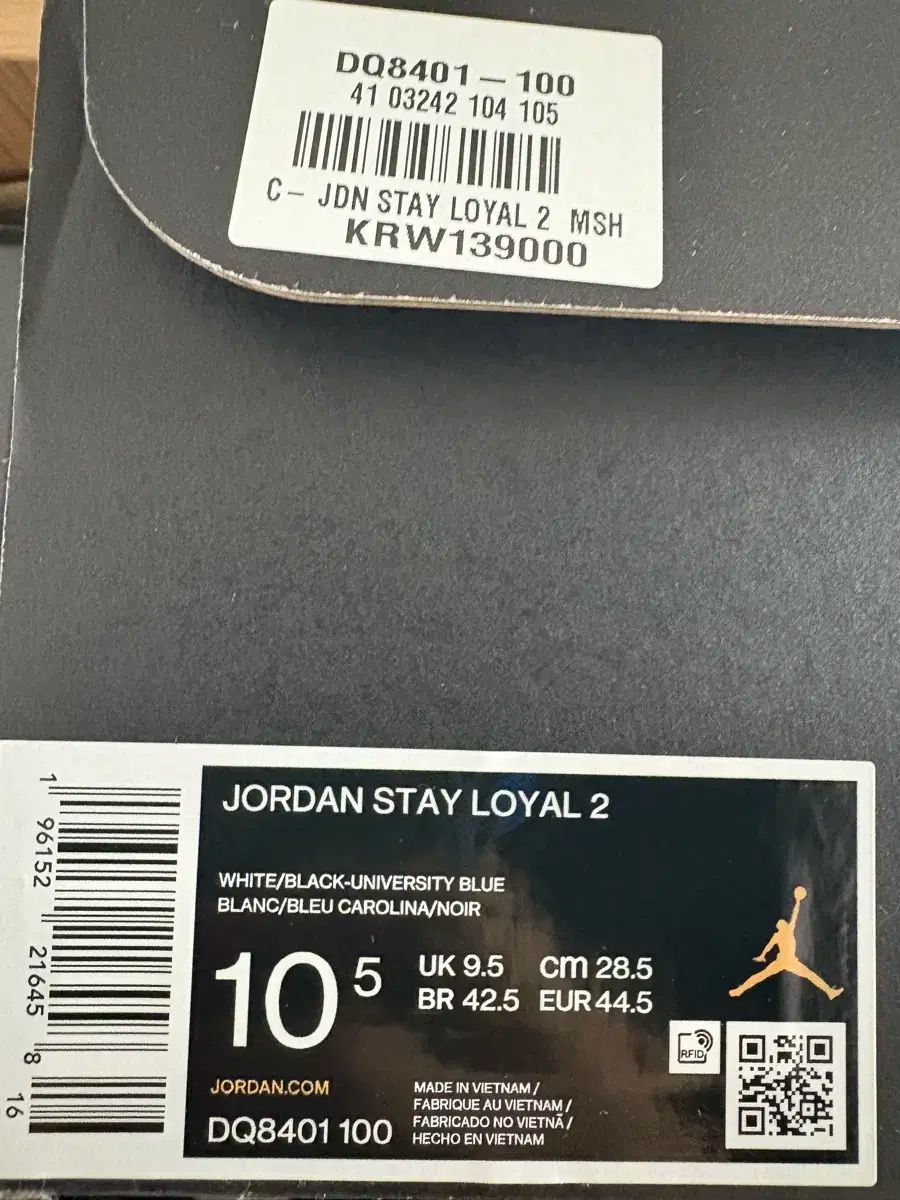 DQ8401-100
41 03242 104 105
C- JDN STAY LOYAL 2 MSH
KRW139000
1 96152 21645 8 16
JORDAN STAY LOYAL 2
WHITE/BLACK-UNIVERSITY BLUE
BLANC/BLEU CAROLINA/NOIR
10 5
UK 9.5 cm 28.5
BR 42.5 EUR 44.5
RFID
JORDAN.COM
DQ8401 100
MADE IN VIETNAM /
FABRIQUE AU VIETNAM /
FABRICADO NO VIETNÃ /
HECHO EN VIETNAM